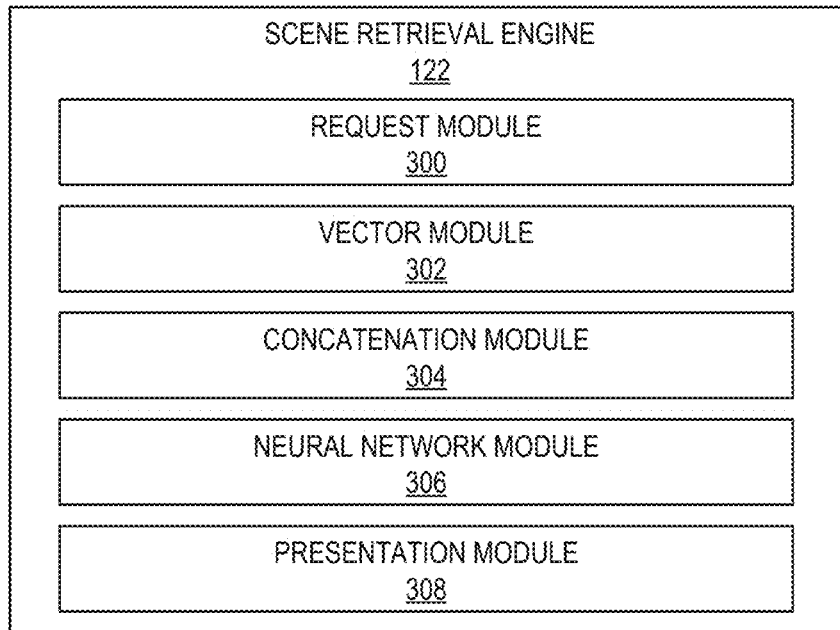 SCENE RETRIEVAL ENGINE
122
REQUEST MODULE
300
VECTOR MODULE
302
CONCATENATION MODULE
304
NEURAL NETWORK MODULE
306
PRESENTATION MODULE
308